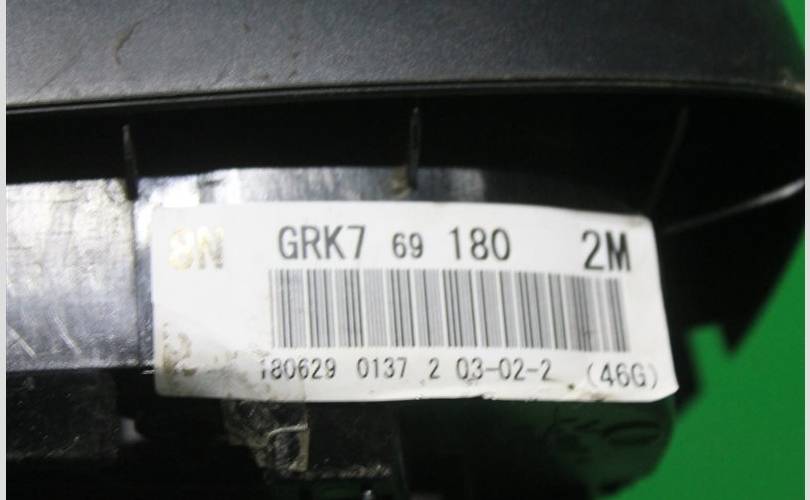 8N GRK7 69 180 2M
180629 0137 2 03-02-2 (46G)